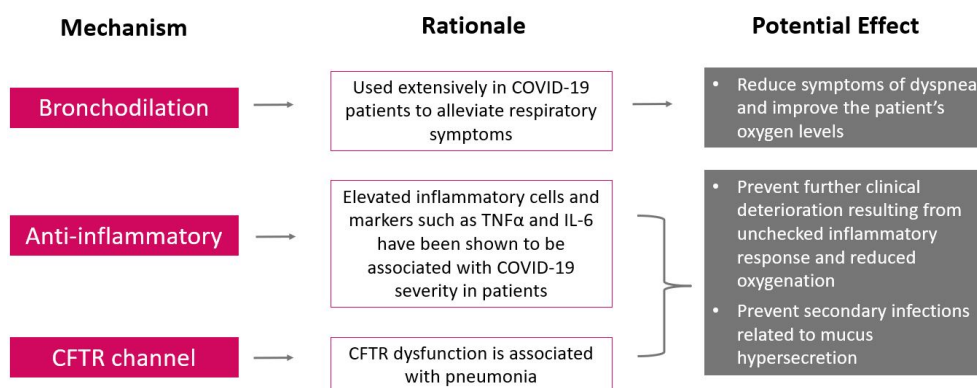 Mechanism
Rationale
Potential Effect
Bronchodilation
Used extensively in COVID-19
patients to alleviate respiratory
symptoms
• Reduce symptoms of dyspnea
and improve the patient's
oxygen levels
Anti-inflammatory
Elevated inflammatory cells and
markers such as TNFα and IL-6
have been shown to be
associated with COVID-19
severity in patients
• Prevent further clinical
deterioration resulting from
unchecked inflammatory
response and reduced
oxygenation
• Prevent secondary infections
related to mucus
hypersecretion
CFTR channel
CFTR dysfunction is associated
with pneumonia